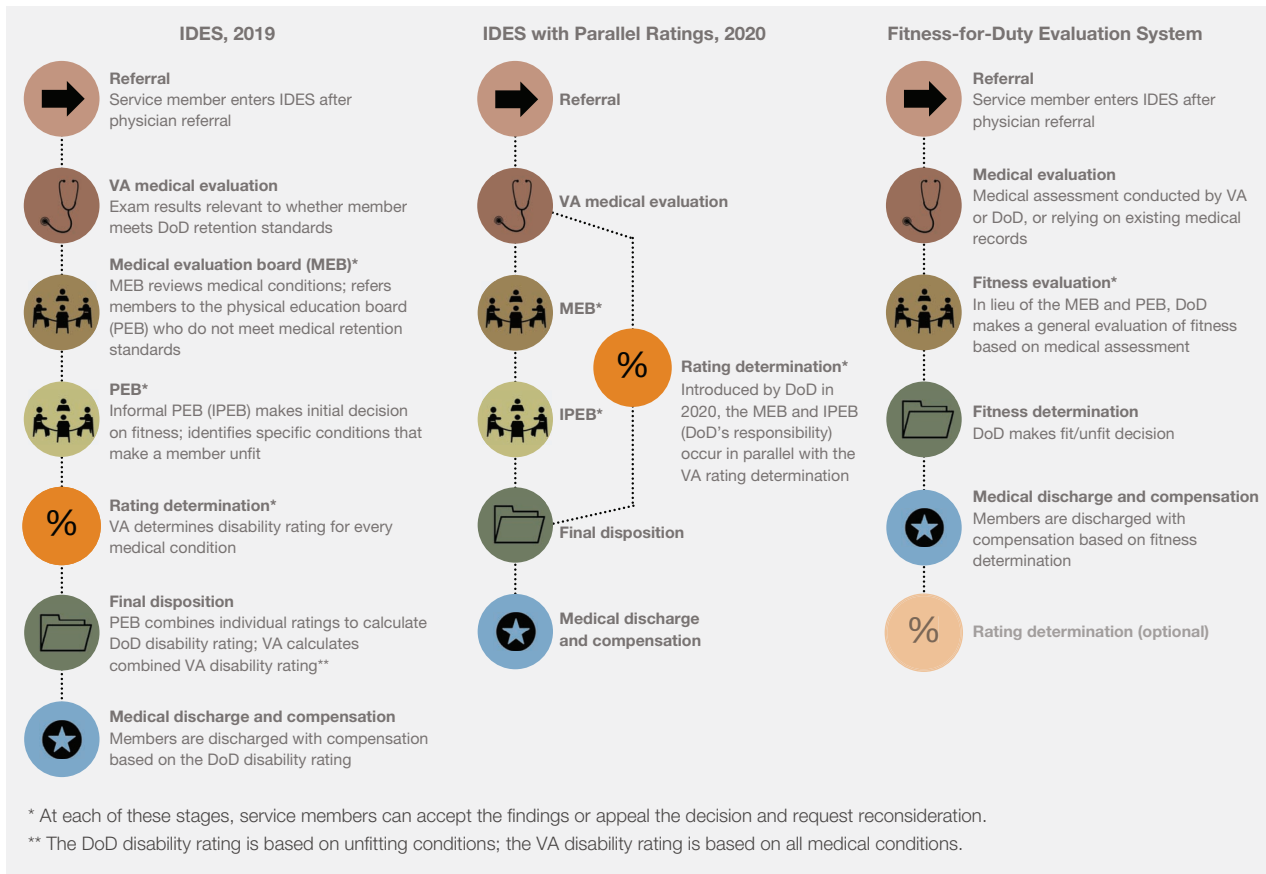 IDES, 2019
Referral
Service member enters IDES after
physician referral
VA medical evaluation
Exam results relevant to whether member
meets DoD retention standards
Medical evaluation board (MEB)*
MEB reviews medical conditions; refers
members to the physical education board
(PEB) who do not meet medical retention
standards
PEB*
Informal PEB (IPEB) makes initial decision
on fitness; identifies specific conditions that
make a member unfit
%
Rating determination*
VA determines disability rating for every
medical condition
Final disposition
PEB combines individual ratings to calculate
DoD disability rating; VA calculates
combined VA disability rating**
Medical discharge and compensation
Members are discharged with compensation
based on the DoD disability rating
IDES with Parallel Ratings, 2020
Referral
VA medical evaluation
MEB*
IPEB*
%
Rating determination*
Introduced by DoD in
2020, the MEB and IPEB
(DoD's responsibility)
occur in parallel with the
VA rating determination
Final disposition
Medical discharge
and compensation
Fitness-for-Duty Evaluation System
Referral
Service member enters IDES after
physician referral
Medical evaluation
Medical assessment conducted by VA
or DoD, or relying on existing medical
records
Fitness evaluation*
In lieu of the MEB and PEB, DoD
makes a general evaluation of fitness
based on medical assessment
Fitness determination
DoD makes fit/unfit decision
Medical discharge and compensation
Members are discharged with
compensation based on fitness
determination
%
Rating determination (optional)
* At each of these stages, service members can accept the findings or appeal the decision and request reconsideration.
** The DoD disability rating is based on unfitting conditions; the VA disability rating is based on all medical conditions.